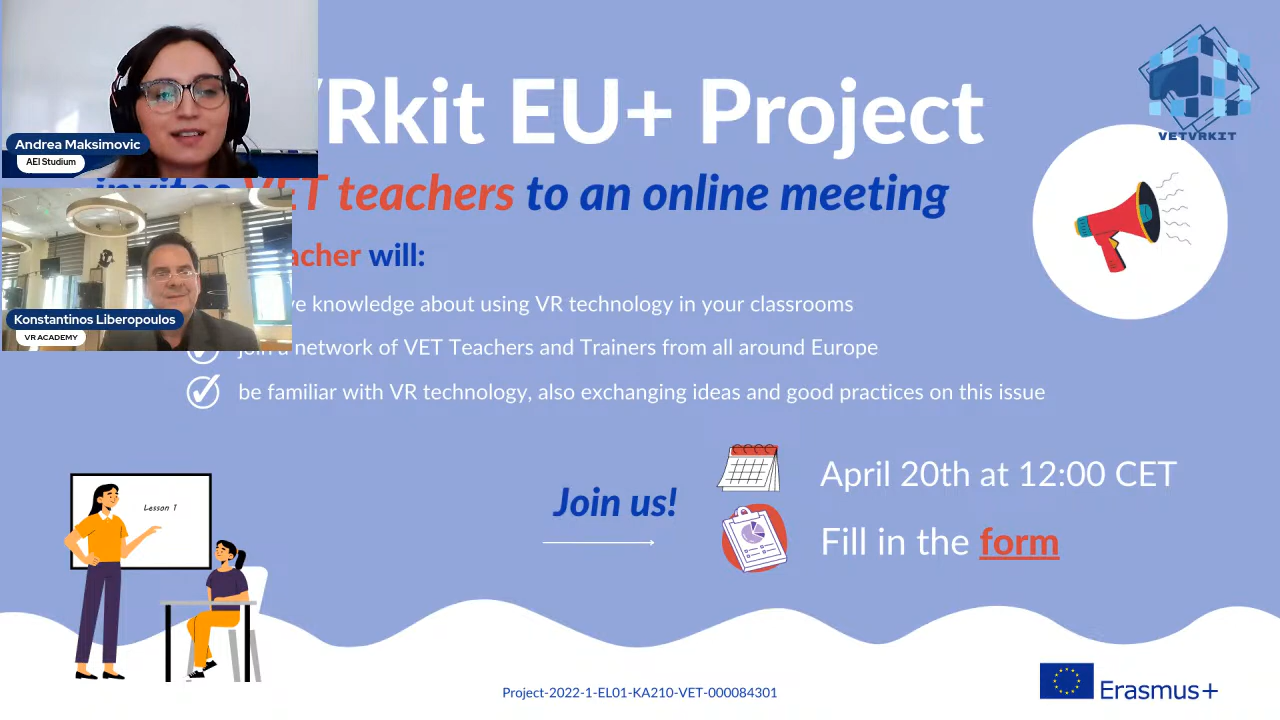 Andrea Maksimovic
AEI Studium
Rkit EU+ Project
VETVRKIT
VET teachers to an online meeting
will:
knowledge about using VR technology in your classrooms
Konstantinos Liberopoulos
VR ACADEMY
join a network of VET Teachers and Trainers from all around Europe
be familiar with VR technology, also exchanging ideas and good practices on this issue
Lesson 1
Join us!
April 20th at 12:00 CET
Fill in the form
Project-2022-1-EL01-KA210-VET-000084301
Erasmus+